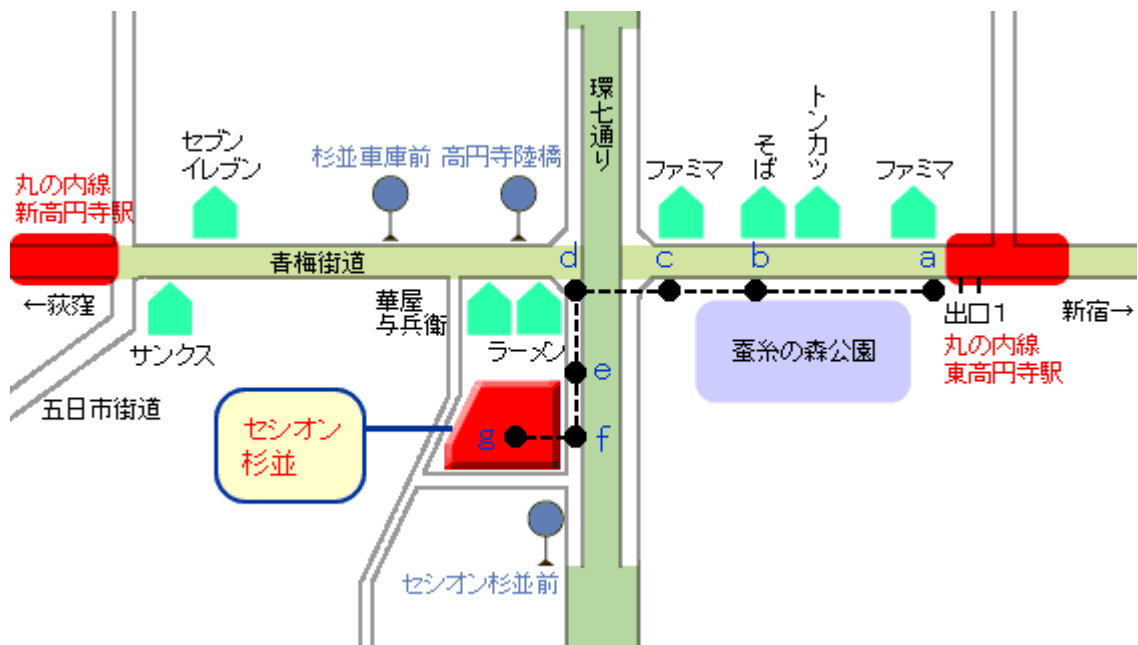 環七通り
トンカツ
そば
セブン
イレブン
杉並車庫前
高円寺陸橋
ファミマ
ファミマ
丸の内線
新高円寺駅
青梅街道
d
c
b
a
←荻窪
華屋
与兵衛
出口1
新宿→
サンクス
ラーメン
蚕糸の森公園
丸の内線
東高円寺駅
e
五日市街道
セシオン
杉並
g
f
セシオン杉並前